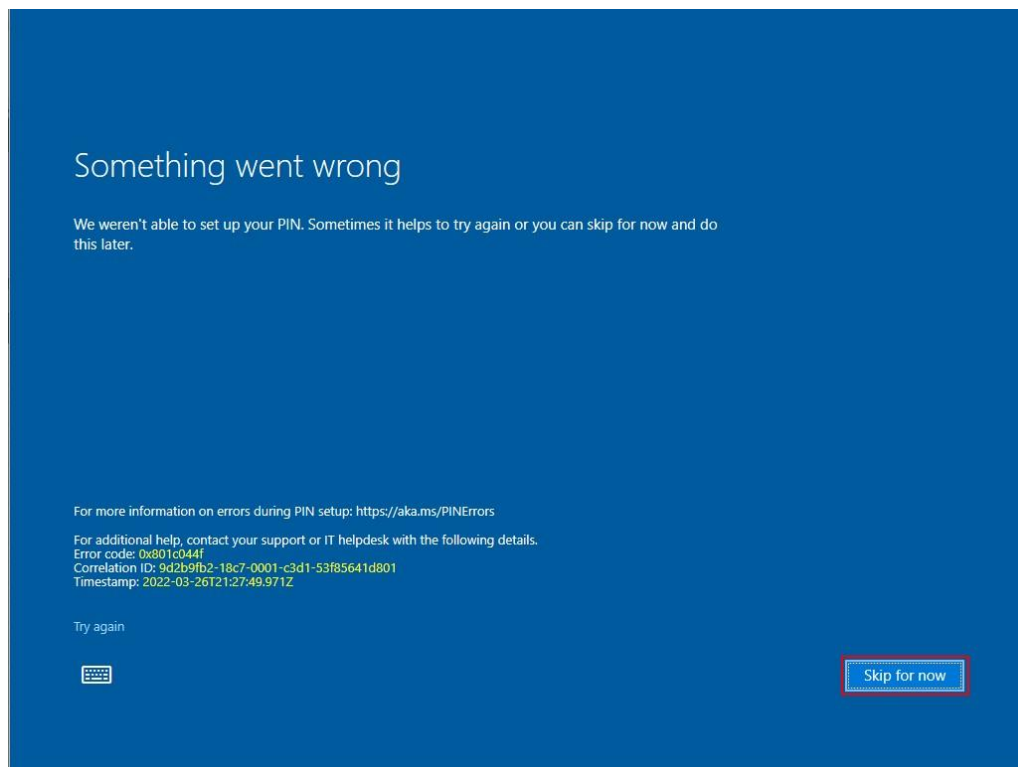 Something went wrong
We weren't able to set up your PIN. Sometimes it helps to try again or you can skip for now and do
this later.
For more information on errors during PIN setup: https://aka.ms/PINErrors
For additional help, contact your support or IT helpdesk with the following details.
Error code: 0x801c044f
Correlation ID: 9d2b9fb2-18c7-0001-c3d1-53f85641d801
Timestamp: 2022-03-26T21:27:49.971Z
Try again
Skip for now